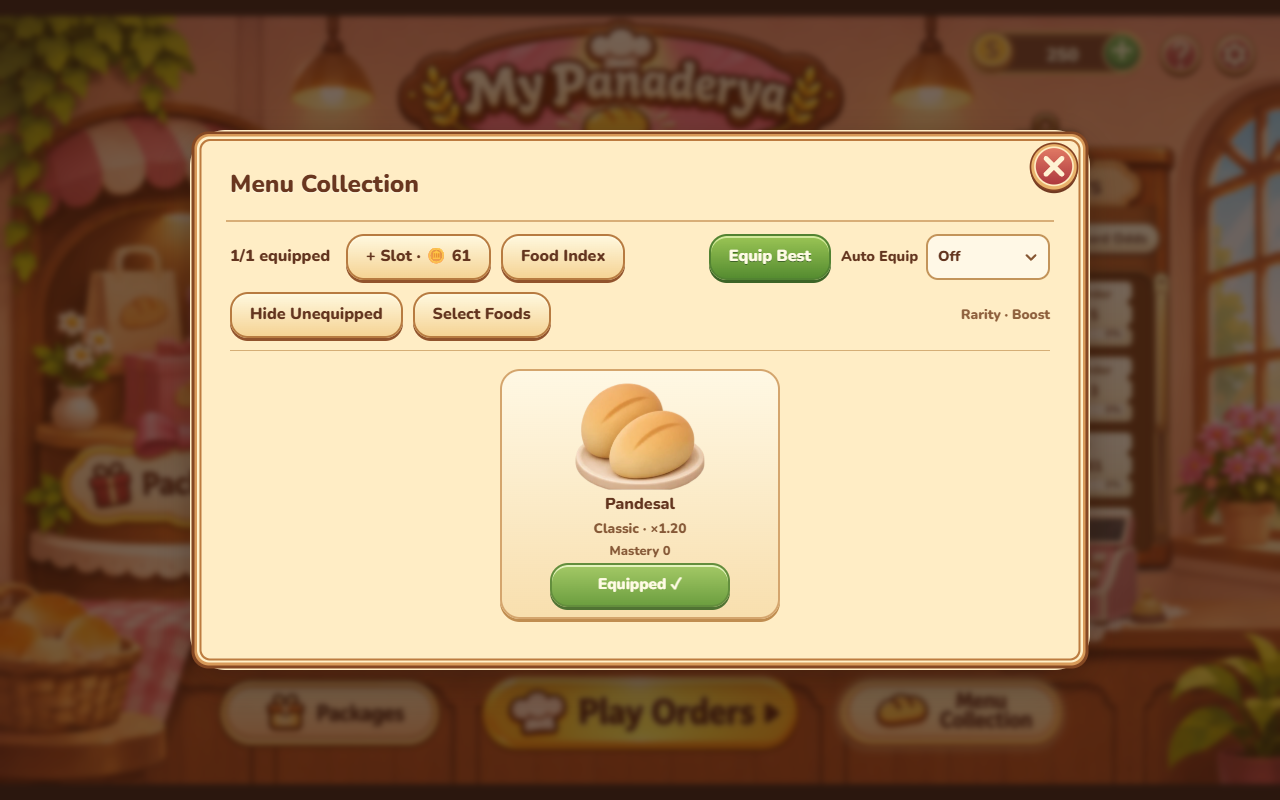 My Panaderya
250
Menu Collection
1/1 equipped
+ Slot · 61
Food Index
Equip Best
Auto Equip
Off
Hide Unequipped
Select Foods
Rarity · Boost
Pandesal
Classic · ×1.20
Mastery 0
Equipped ✓
Packages
Play Orders
Menu
Collection